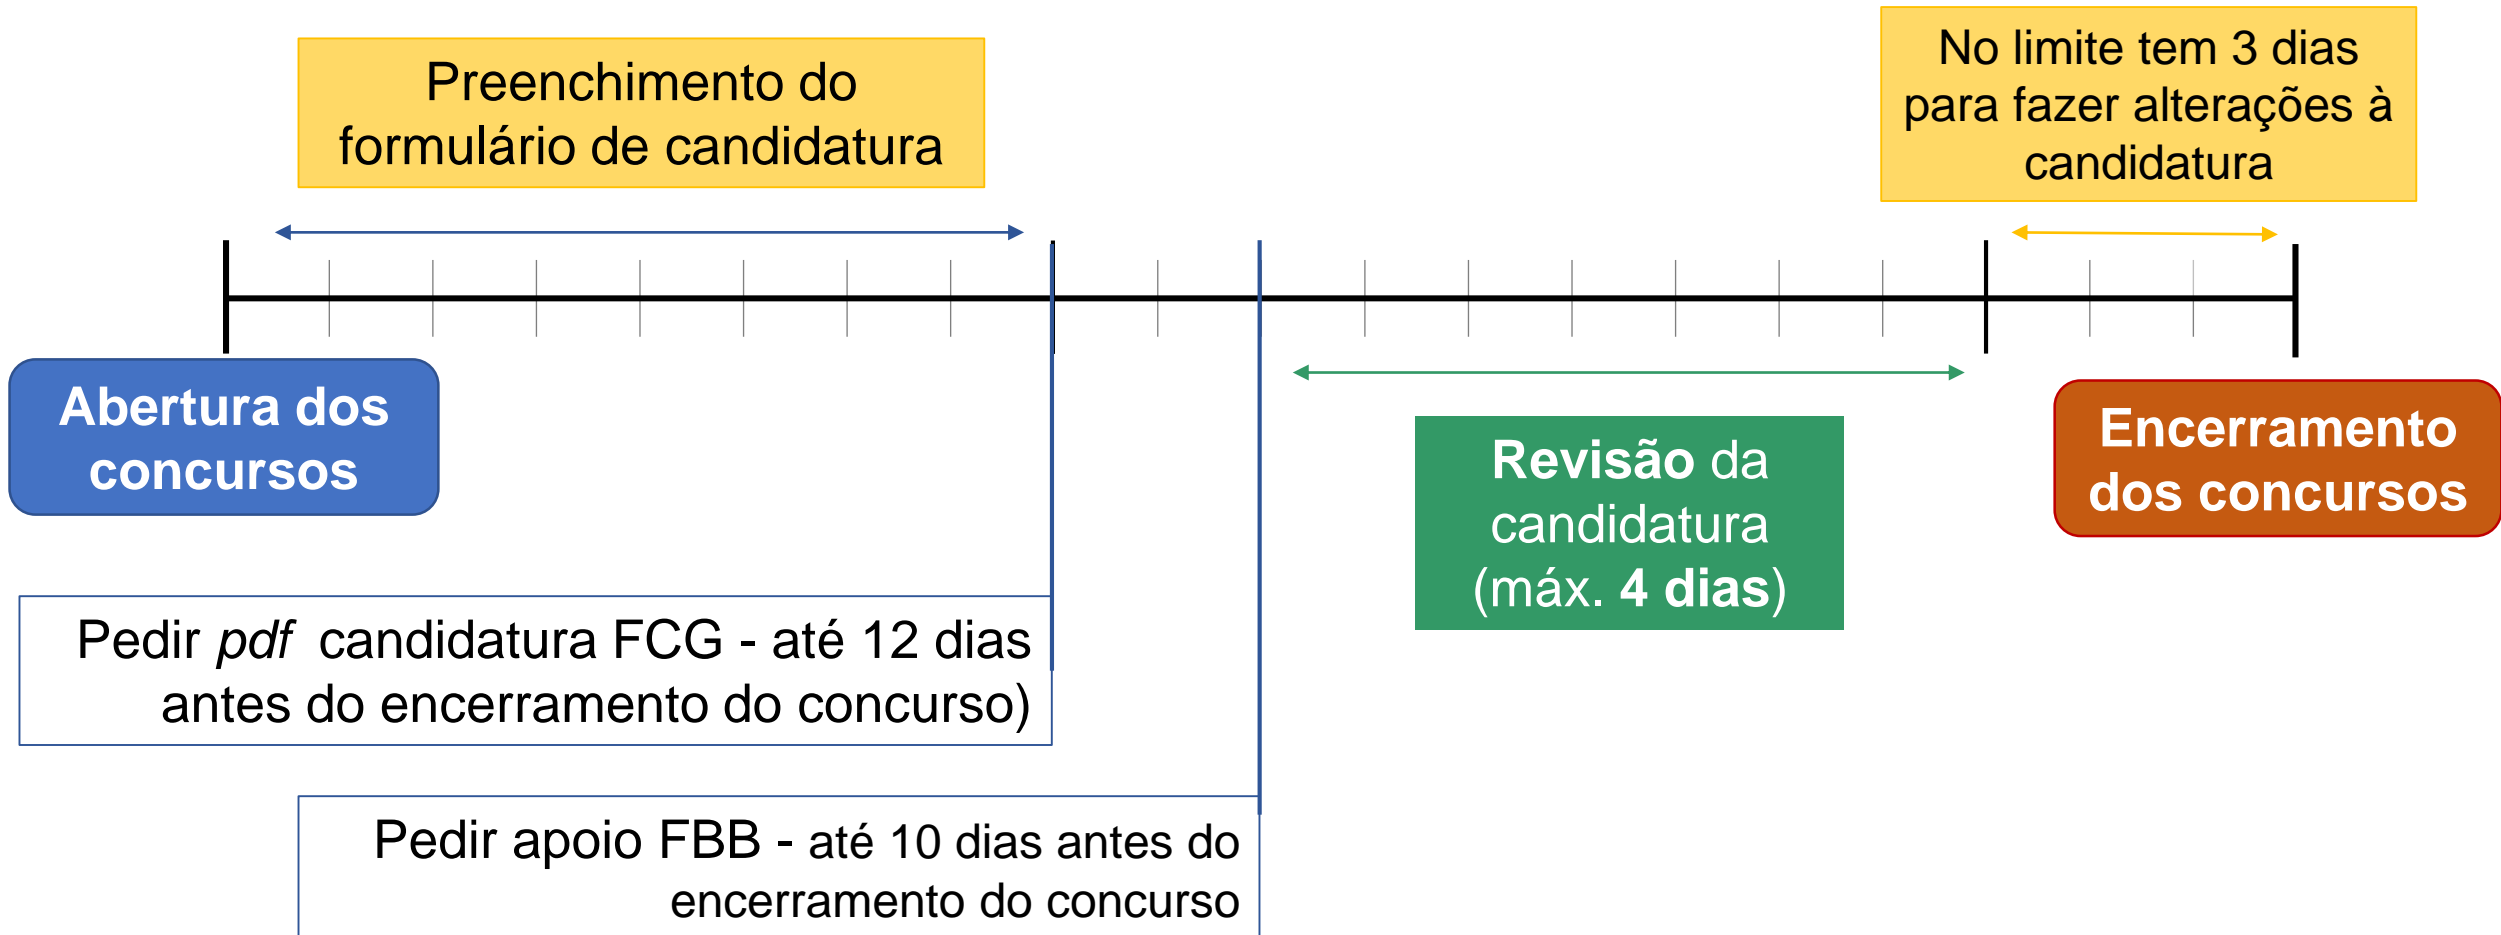 Preenchimento do
formulário de candidatura
No limite tem 3 dias
para fazer alterações à
candidatura
Abertura dos
concursos
Encerramento
dos concursos
Revisão da
candidatura
(máx. 4 dias)
Pedir pdf candidatura FCG - até 12 dias
antes do encerramento do concurso)
Pedir apoio FBB - até 10 dias antes do
encerramento do concurso